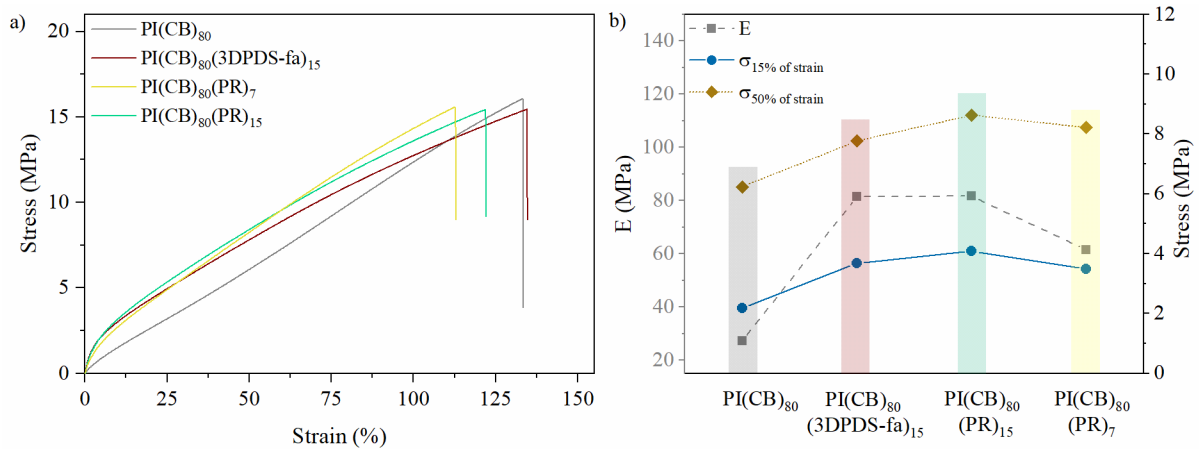 a)
20
15
10
5
0
Stress (MPa)
0 25 50 75 100 125 150
Strain (%)
PI(CB)80
PI(CB)80(3DPDS-fa)15
PI(CB)80(PR)7
PI(CB)80(PR)15
b)
140
120
100
80
60
40
20
E (MPa)
E
σ15% of strain
σ50% of strain
12
10
8
6
4
2
0
Stress (MPa)
PI(CB)80 PI(CB)80 PI(CB)80 PI(CB)80
(3DPDS-fa)15 (PR)15 (PR)7